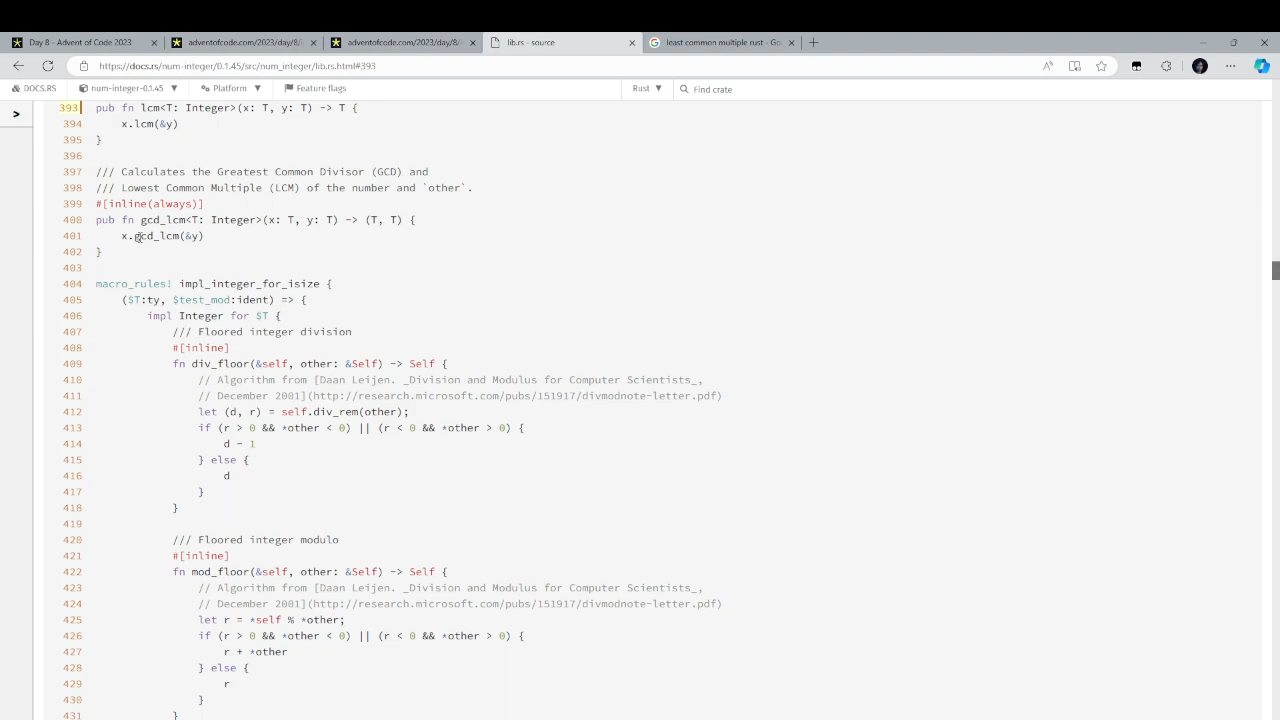 Day 8 - Advent of Code 2023
adventofcode.com/2023/day/8/i
adventofcode.com/2023/day/8/
lib.rs - source
least common multiple rust - Go
https://docs.rs/num-integer/0.1.45/src/num_integer/lib.rs.html#393
DOCS.RS
num-integer-0.1.45
Platform
Feature flags
Rust
Find crate
393 pub fn lcm<T: Integer>(x: T, y: T) -> T {
394 x.lcm(&y)
395 }
396
397 /// Calculates the Greatest Common Divisor (GCD) and
398 /// Lowest Common Multiple (LCM) of the number and `other`.
399 #[inline(always)]
400 pub fn gcd_lcm<T: Integer>(x: T, y: T) -> (T, T) {
401 x.gcd_lcm(&y)
402 }
403
404 macro_rules! impl_integer_for_isize {
405 ($T:ty, $test_mod:ident) => {
406 impl Integer for $T {
407 /// Floored integer division
408 #[inline]
409 fn div_floor(&self, other: &Self) -> Self {
410 // Algorithm from [Daan Leijen. _Division and Modulus for Computer Scientists_,
411 // December 2001](http://research.microsoft.com/pubs/151917/divmodnote-letter.pdf)
412 let (d, r) = self.div_rem(other);
413 if (r > 0 && *other < 0) || (r < 0 && *other > 0) {
414 d - 1
415 } else {
416 d
417 }
418 }
419
420 /// Floored integer modulo
421 #[inline]
422 fn mod_floor(&self, other: &Self) -> Self {
423 // Algorithm from [Daan Leijen. _Division and Modulus for Computer Scientists_,
424 // December 2001](http://research.microsoft.com/pubs/151917/divmodnote-letter.pdf)
425 let r = *self % *other;
426 if (r > 0 && *other < 0) || (r < 0 && *other > 0) {
427 r + *other
428 } else {
429 r
430 }
431 }